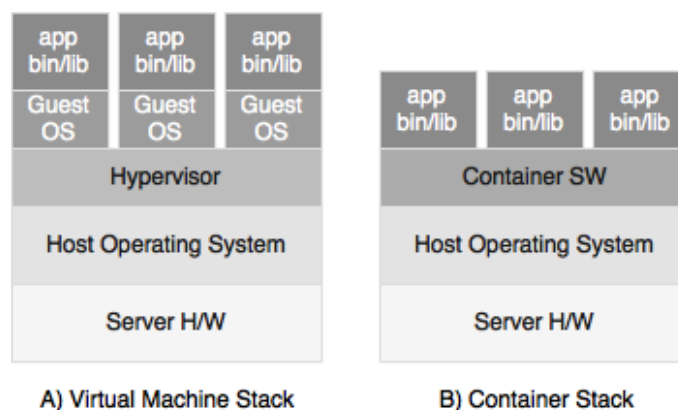 app
bin/lib
app
bin/lib
app
bin/lib
Guest
OS
Guest
OS
Guest
OS
Hypervisor
Host Operating System
Server H/W
A) Virtual Machine Stack
app
bin/lib
app
bin/lib
app
bin/lib
Container SW
Host Operating System
Server H/W
B) Container Stack